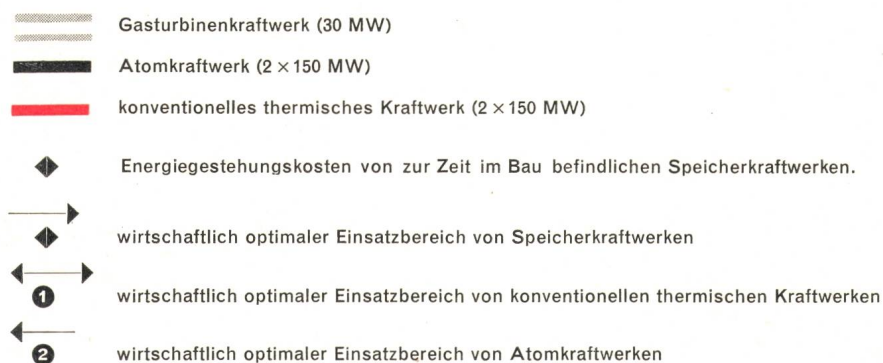 Gasturbinenkraftwerk (30 MW)
Atomkraftwerk (2 × 150 MW)
konventionelles thermisches Kraftwerk (2 × 150 MW)
Energiegestehungskosten von zur Zeit im Bau befindlichen Speicherkraftwerken.
wirtschaftlich optimaler Einsatzbereich von Speicherkraftwerken
1 wirtschaftlich optimaler Einsatzbereich von konventionellen thermischen Kraftwerken
2 wirtschaftlich optimaler Einsatzbereich von Atomkraftwerken